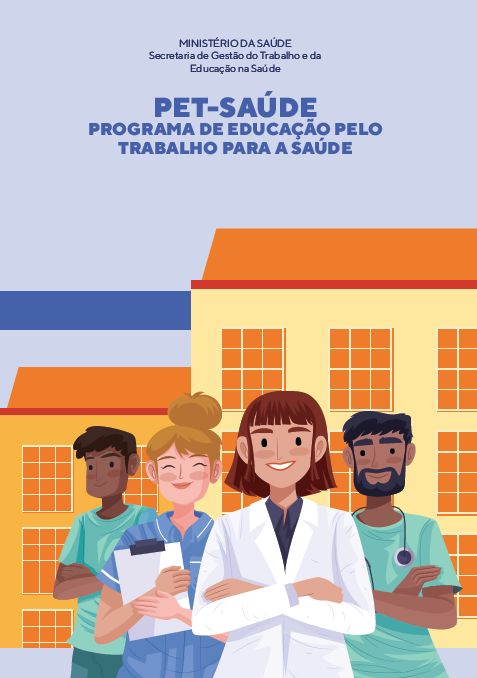 MINISTÉRIO DA SAÚDE
Secretaria de Gestão do Trabalho e da
Educação na Saúde
PET-SAÚDE
PROGRAMA DE EDUCAÇÃO PELO
TRABALHO PARA A SAÚDE